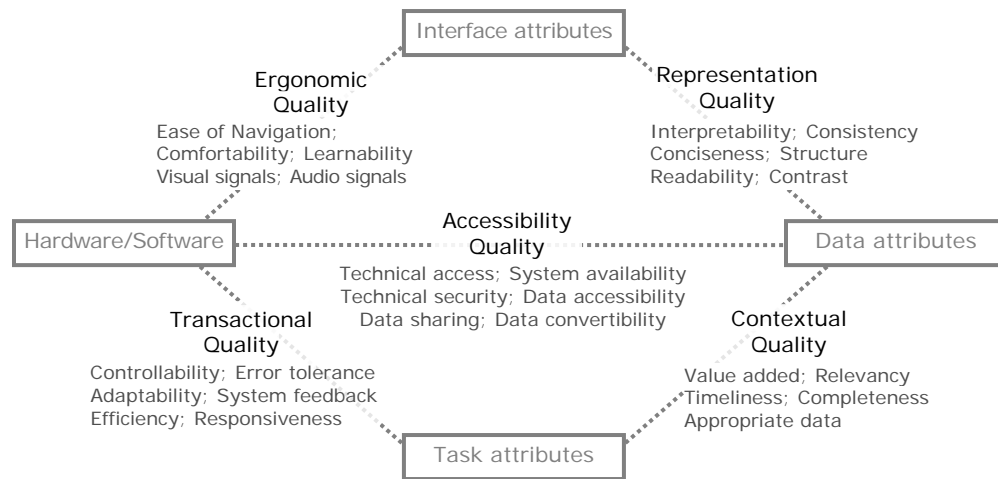 Interface attributes
Ergonomic
Quality
Ease of Navigation;
Comfortability; Learnability
Visual signals; Audio signals
Representation
Quality
Interpretability; Consistency
Conciseness; Structure
Readability; Contrast
Hardware/Software
Accessibility
Quality
Technical access; System availability
Technical security; Data accessibility
Data sharing; Data convertibility
Data attributes
Transactional
Quality
Controllability; Error tolerance
Adaptability; System feedback
Efficiency; Responsiveness
Contextual
Quality
Value added; Relevancy
Timeliness; Completeness
Appropriate data
Task attributes